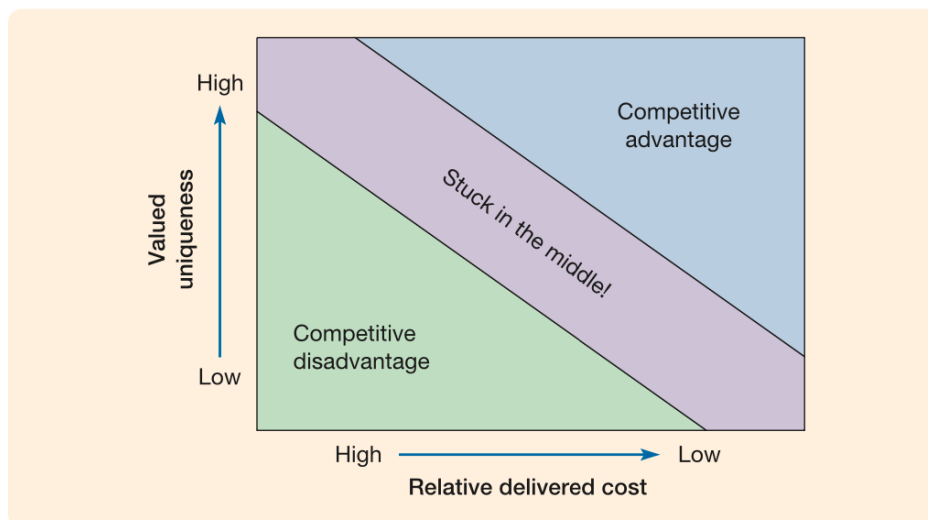 High
Competitive
advantage
Valued
uniqueness
Stuck in the middle!
Competitive
disadvantage
Low
High
Low
Relative delivered cost